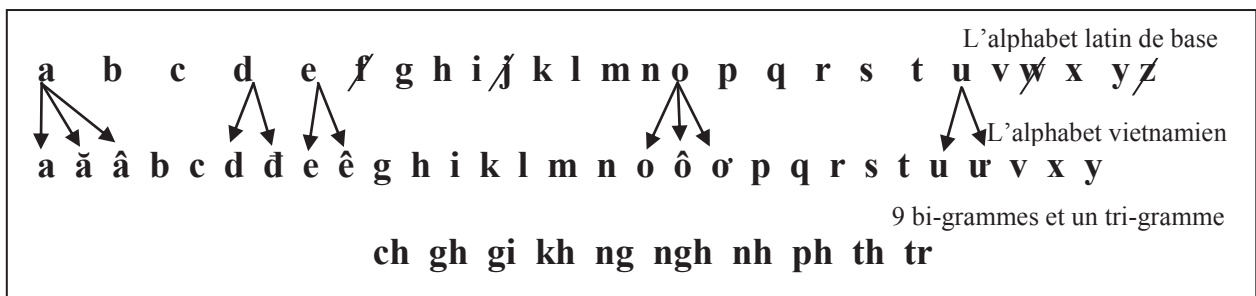 L'alphabet latin de base
a b c d e f g h i j k l m n o p q r s t u v w x y z
L'alphabet vietnamien
a ă â b c d đ e ê g h i k l m n o ô ơ p q r s t u ư v x y
9 bi-grammes et un tri-gramme
ch gh gi kh ng ngh nh ph th tr